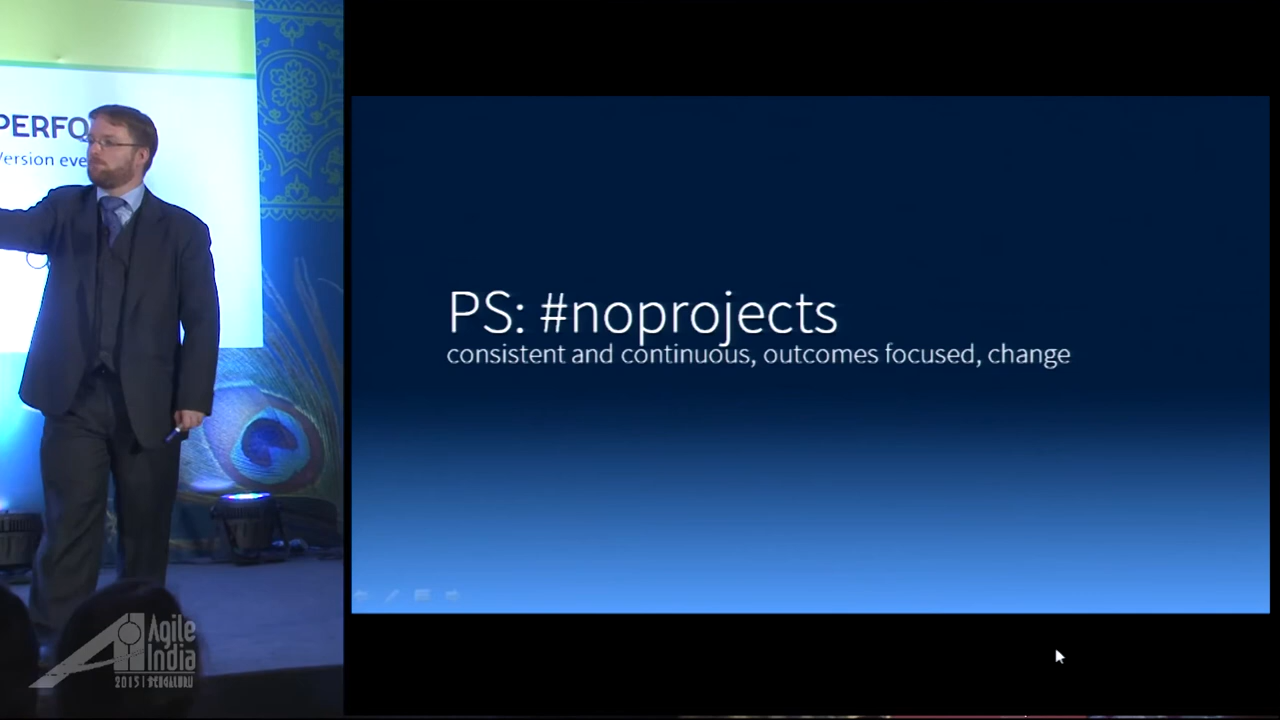 PERFO
Version eve
PS: #noprojects
consistent and continuous, outcomes focused, change
Agile
India
2015 | BENGALURU